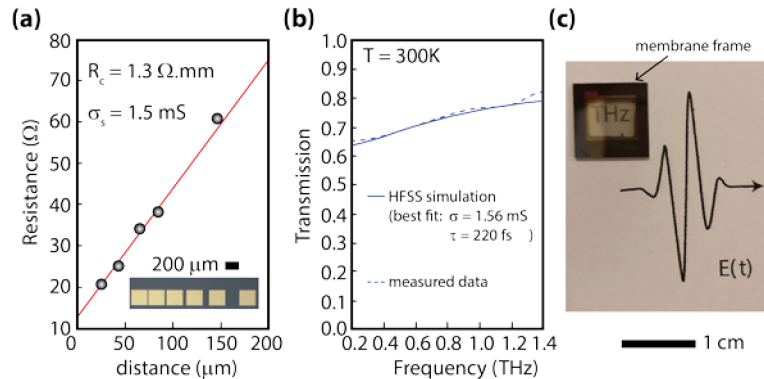 (a)
80
70
60
50
40
30
20
10
0
50
100
150
200
Resistance (Ω)
distance (µm)
R_c = 1.3 Ω.mm
σ_s = 1.5 mS
200 µm
(b)
1.0
0.9
0.8
0.7
0.6
0.5
0.4
0.3
0.2
0.1
0.0
0.2
0.4
0.6
0.8
1.0
1.2
1.4
Transmission
Frequency (THz)
T = 300K
HFSS simulation
(best fit: σ = 1.56 mS
τ = 220 fs )
measured data
(c)
membrane frame
THz
E(t)
1 cm